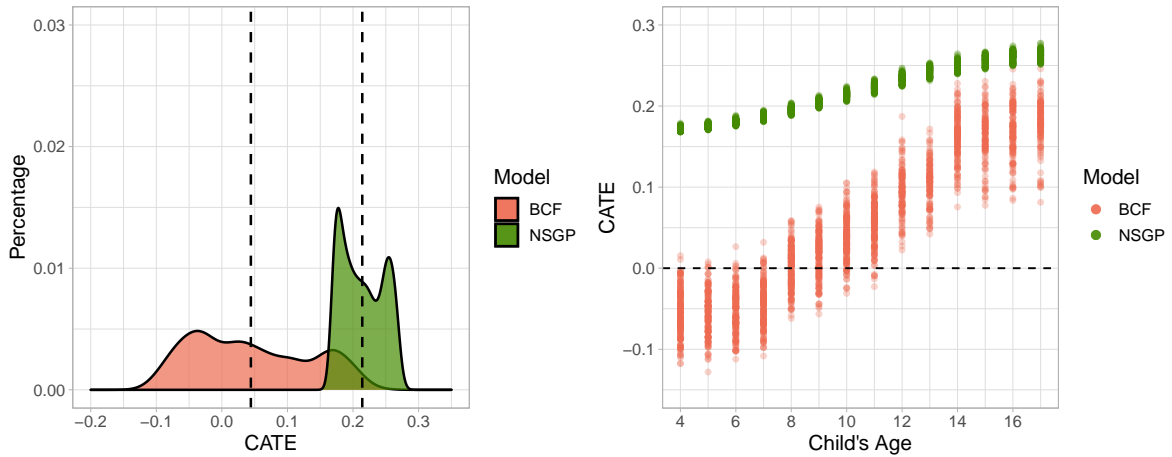 0.03
0.02
0.01
0.00
Percentage
−0.2 −0.1 0.0 0.1 0.2 0.3
CATE
Model
BCF
NSGP
0.3
0.2
0.1
0.0
−0.1
CATE
4 6 8 10 12 14 16
Child's Age
Model
BCF
NSGP